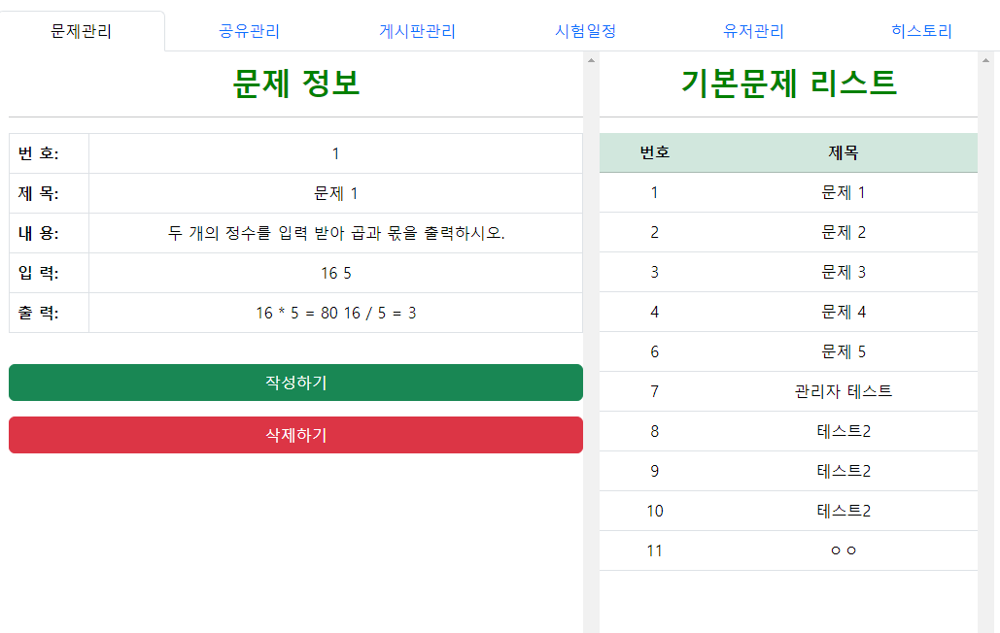 문제관리 공유관리 게시판관리 시험일정 유저관리 히스토리
문제 정보
번 호: 1
제 목: 문제 1
내 용: 두 개의 정수를 입력 받아 곱과 몫을 출력하시오.
입 력: 16 5
출 력: 16 * 5 = 80 16 / 5 = 3
작성하기
삭제하기
기본문제 리스트
번호 제목
1 문제 1
2 문제 2
3 문제 3
4 문제 4
6 문제 5
7 관리자 테스트
8 테스트2
9 테스트2
10 테스트2
11 ㅇㅇ